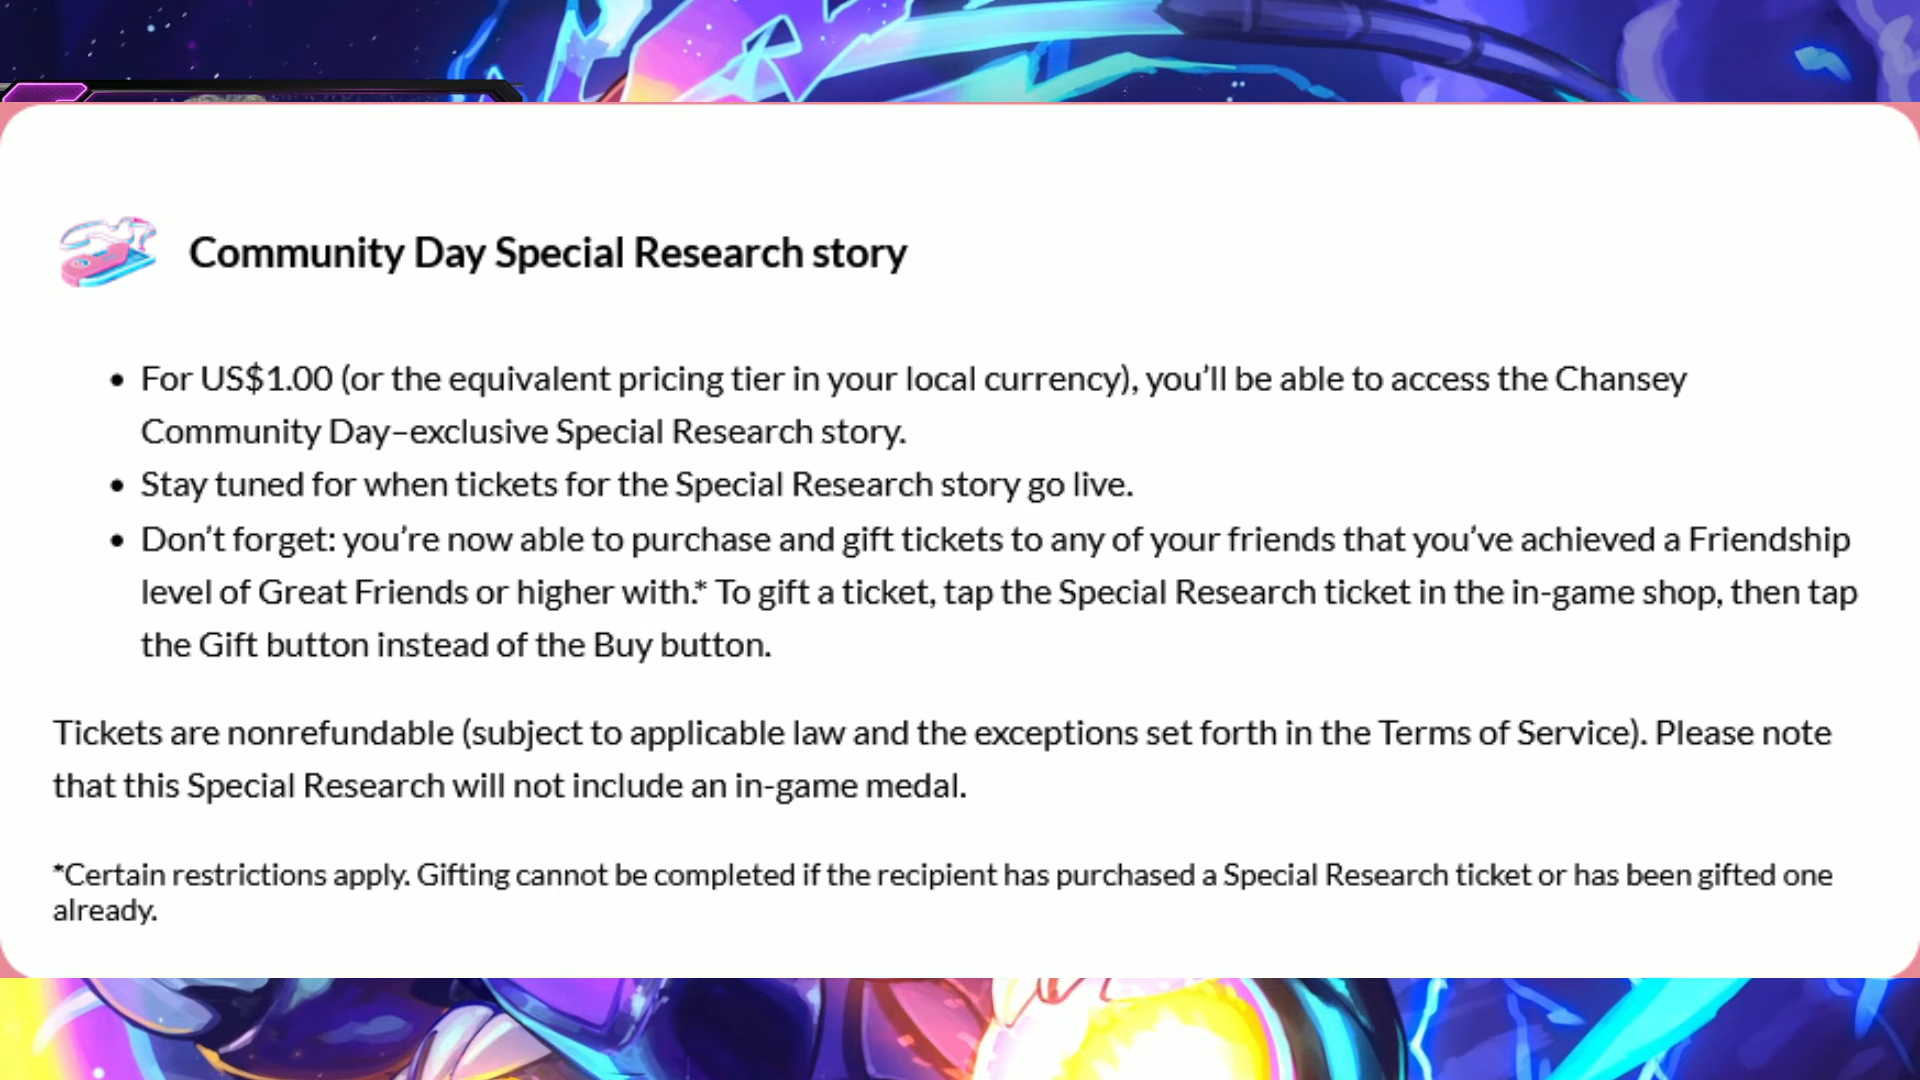 Community Day Special Research story
• For US$1.00 (or the equivalent pricing tier in your local currency), you’ll be able to access the Chansey
Community Day–exclusive Special Research story.
• Stay tuned for when tickets for the Special Research story go live.
• Don’t forget: you’re now able to purchase and gift tickets to any of your friends that you’ve achieved a Friendship
level of Great Friends or higher with.* To gift a ticket, tap the Special Research ticket in the in-game shop, then tap
the Gift button instead of the Buy button.
Tickets are nonrefundable (subject to applicable law and the exceptions set forth in the Terms of Service). Please note
that this Special Research will not include an in-game medal.
*Certain restrictions apply. Gifting cannot be completed if the recipient has purchased a Special Research ticket or has been gifted one
already.